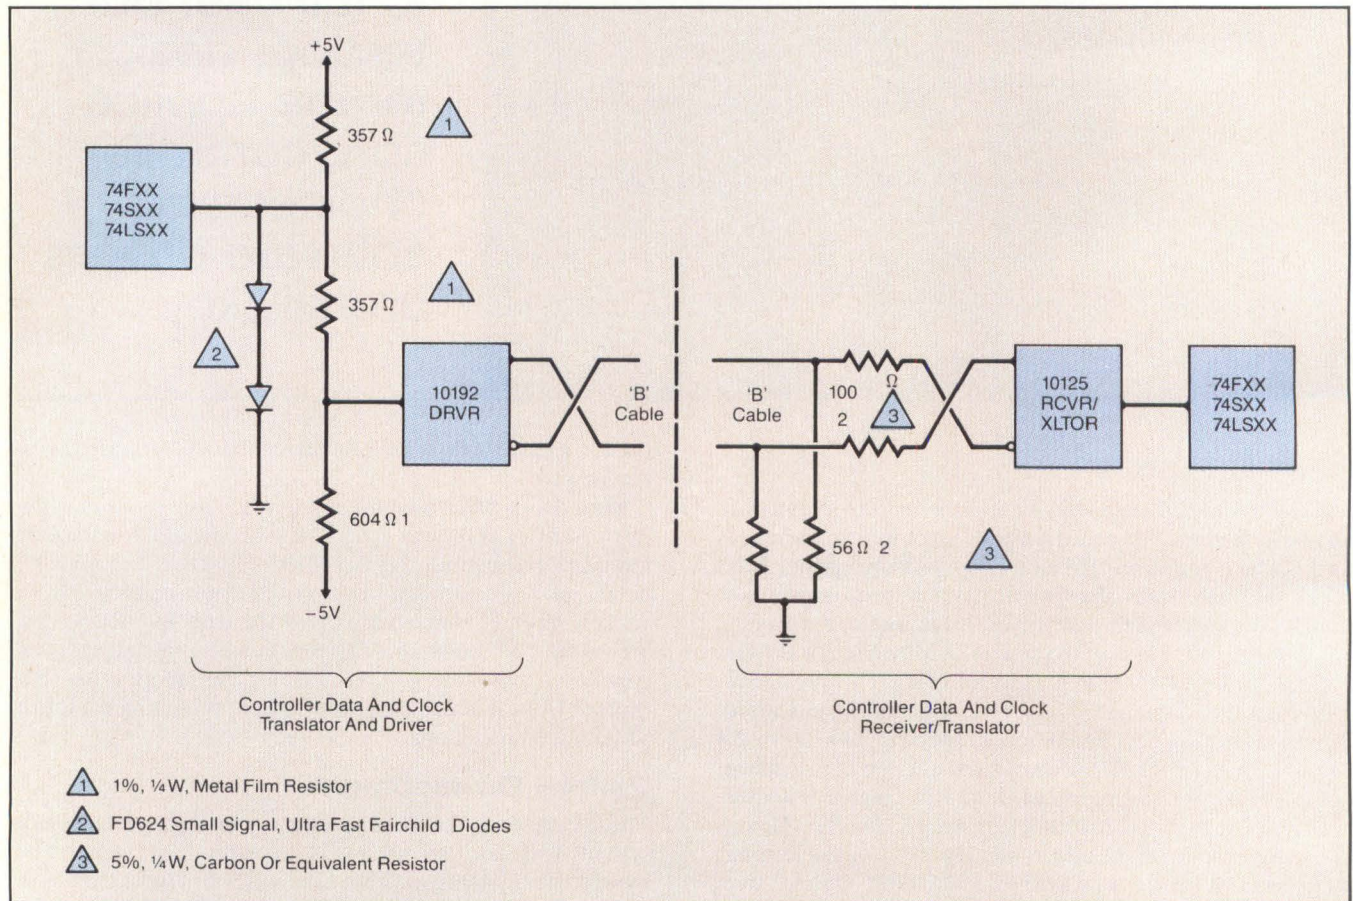 +5V
357 Ω
1
74FXX
74SXX
74LSXX
357 Ω
1
2
10192
DRVR
'B'
Cable
'B'
Cable
100 Ω
2
3
10125
RCVR/
XLTOR
74FXX
74SXX
74LSXX
604 Ω 1
56 Ω 2
3
−5V
Controller Data And Clock
Translator And Driver
Controller Data And Clock
Receiver/Translator
1 1%, ¼W, Metal Film Resistor
2 FD624 Small Signal, Ultra Fast Fairchild Diodes
3 5%, ¼W, Carbon Or Equivalent Resistor